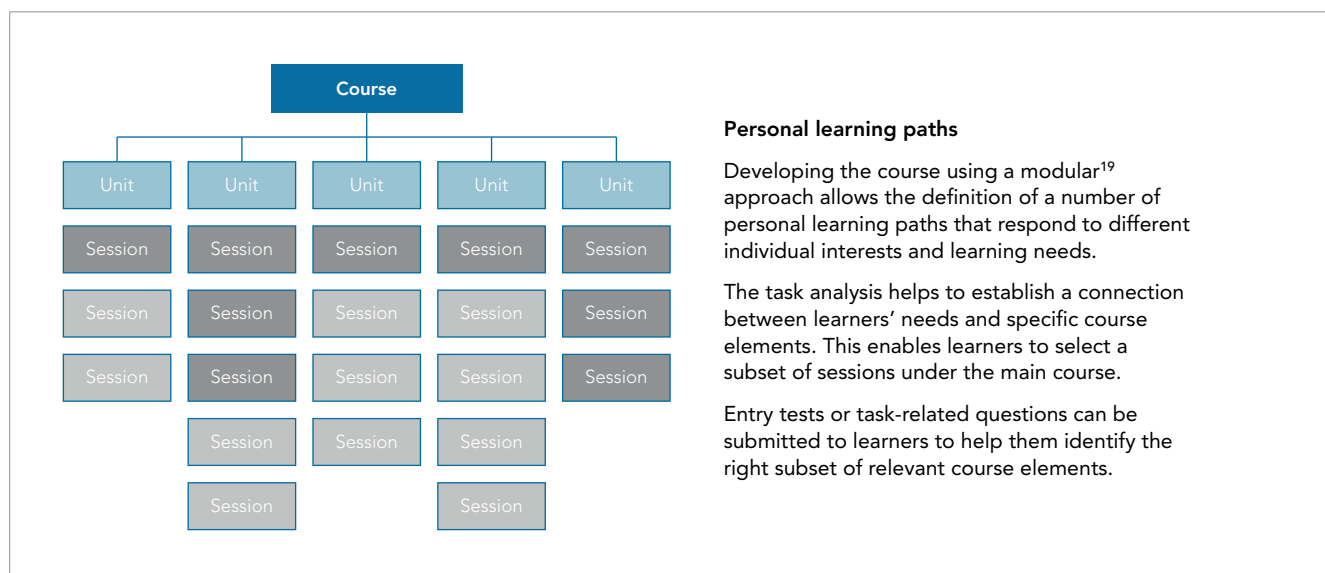 Course
Unit Unit Unit Unit Unit
Session Session Session Session Session
Session Session Session Session Session
Session Session Session Session Session
Session Session Session
Session Session
Personal learning paths
Developing the course using a modular¹⁹
approach allows the definition of a number of
personal learning paths that respond to different
individual interests and learning needs.
The task analysis helps to establish a connection
between learners’ needs and specific course
elements. This enables learners to select a
subset of sessions under the main course.
Entry tests or task-related questions can be
submitted to learners to help them identify the
right subset of relevant course elements.